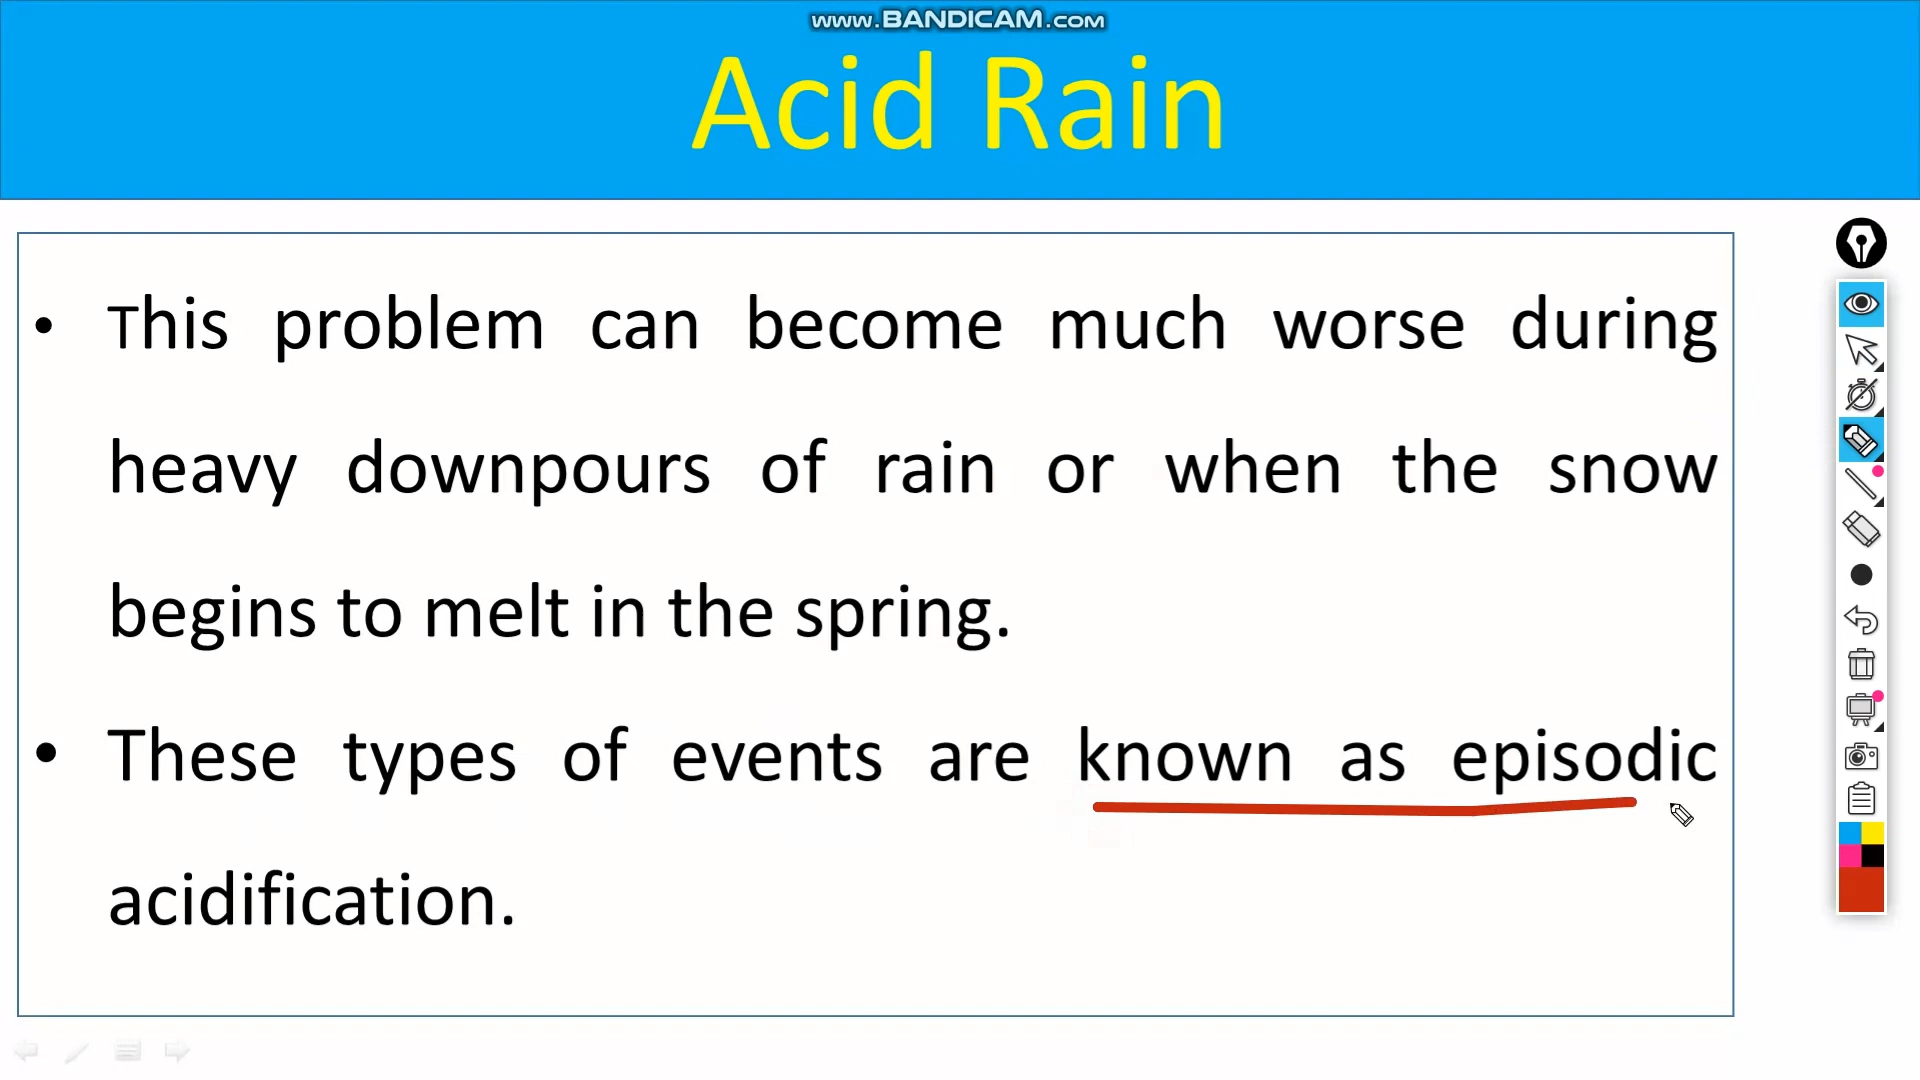 www.BANDICAM.com
Acid Rain
• This problem can become much worse during
heavy downpours of rain or when the snow
begins to melt in the spring.
• These types of events are known as episodic
acidification.